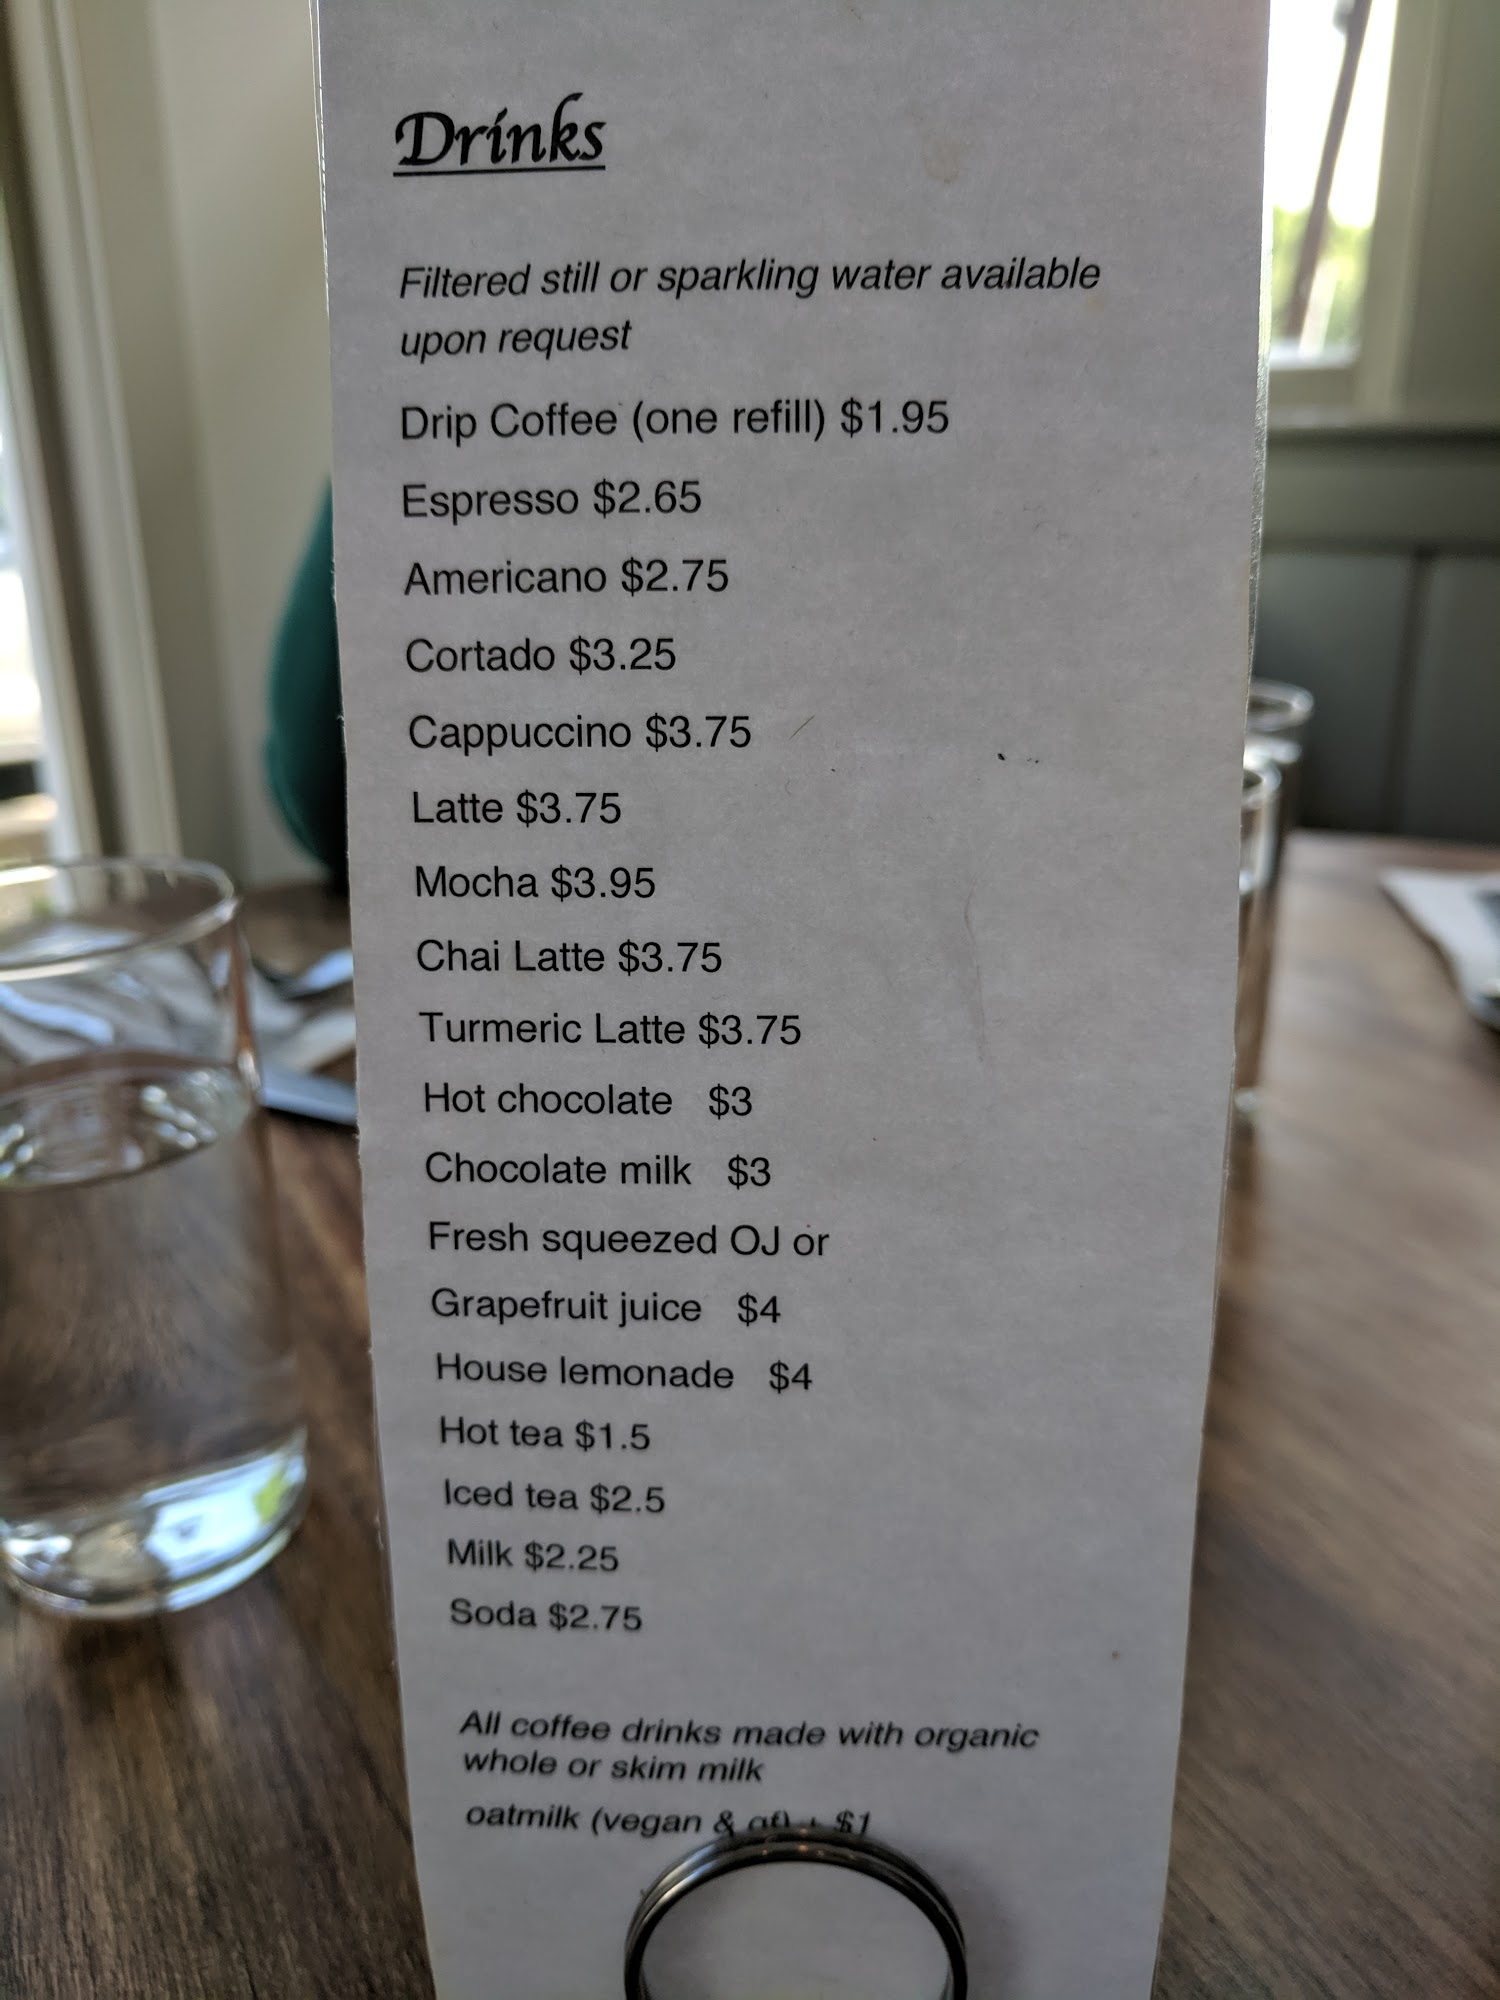 Drinks
Filtered still or sparkling water available
upon request
Drip Coffee (one refill) $1.95
Espresso $2.65
Americano $2.75
Cortado $3.25
Cappuccino $3.75
Latte $3.75
Mocha $3.95
Chai Latte $3.75
Turmeric Latte $3.75
Hot chocolate $3
Chocolate milk $3
Fresh squeezed OJ or
Grapefruit juice $4
House lemonade $4
Hot tea $1.5
Iced tea $2.5
Milk $2.25
Soda $2.75
All coffee drinks made with organic
whole or skim milk
oatmilk (vegan & gf) + $1